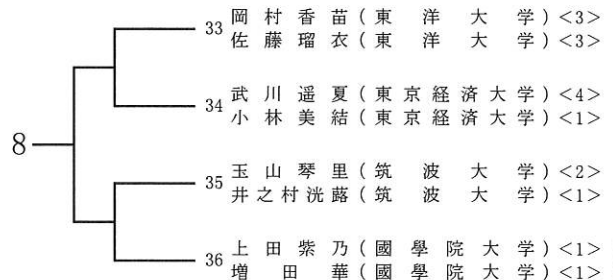 岡村香苗(東洋大学)<3>
33
佐藤瑠衣(東洋大学)<3>
武川遥夏(東京経済大学)<4>
34
小林美結(東京経済大学)<1>
8
玉山琴里(筑波大学)<2>
35
井之村洸蕗(筑波大学)<1>
上田紫乃(國學院大学)<1>
36
増田華(國學院大学)<1>